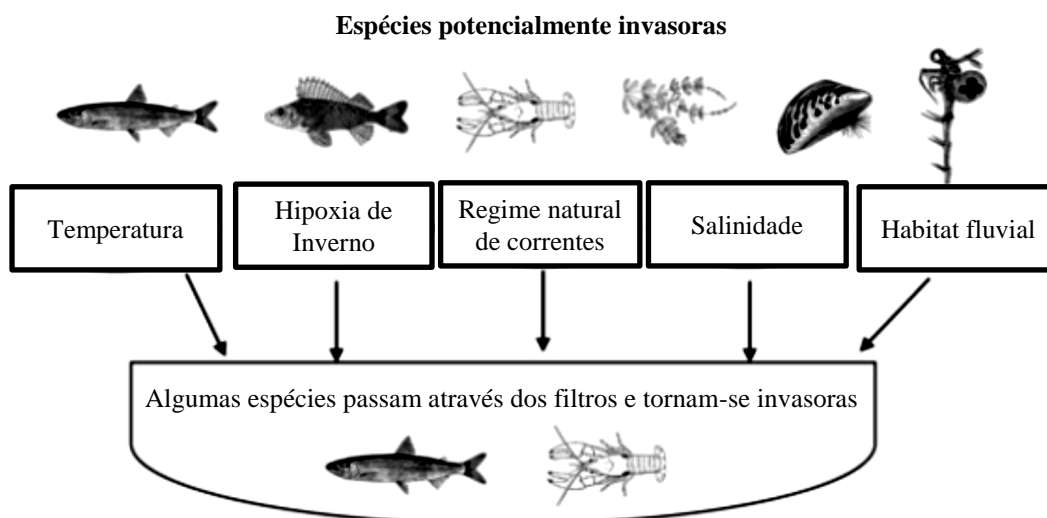 Espécies potencialmente invasoras
Temperatura
Hipoxia de
Inverno
Regime natural
de correntes
Salinidade
Habitat fluvial
Algumas espécies passam através dos filtros e tornam-se invasoras